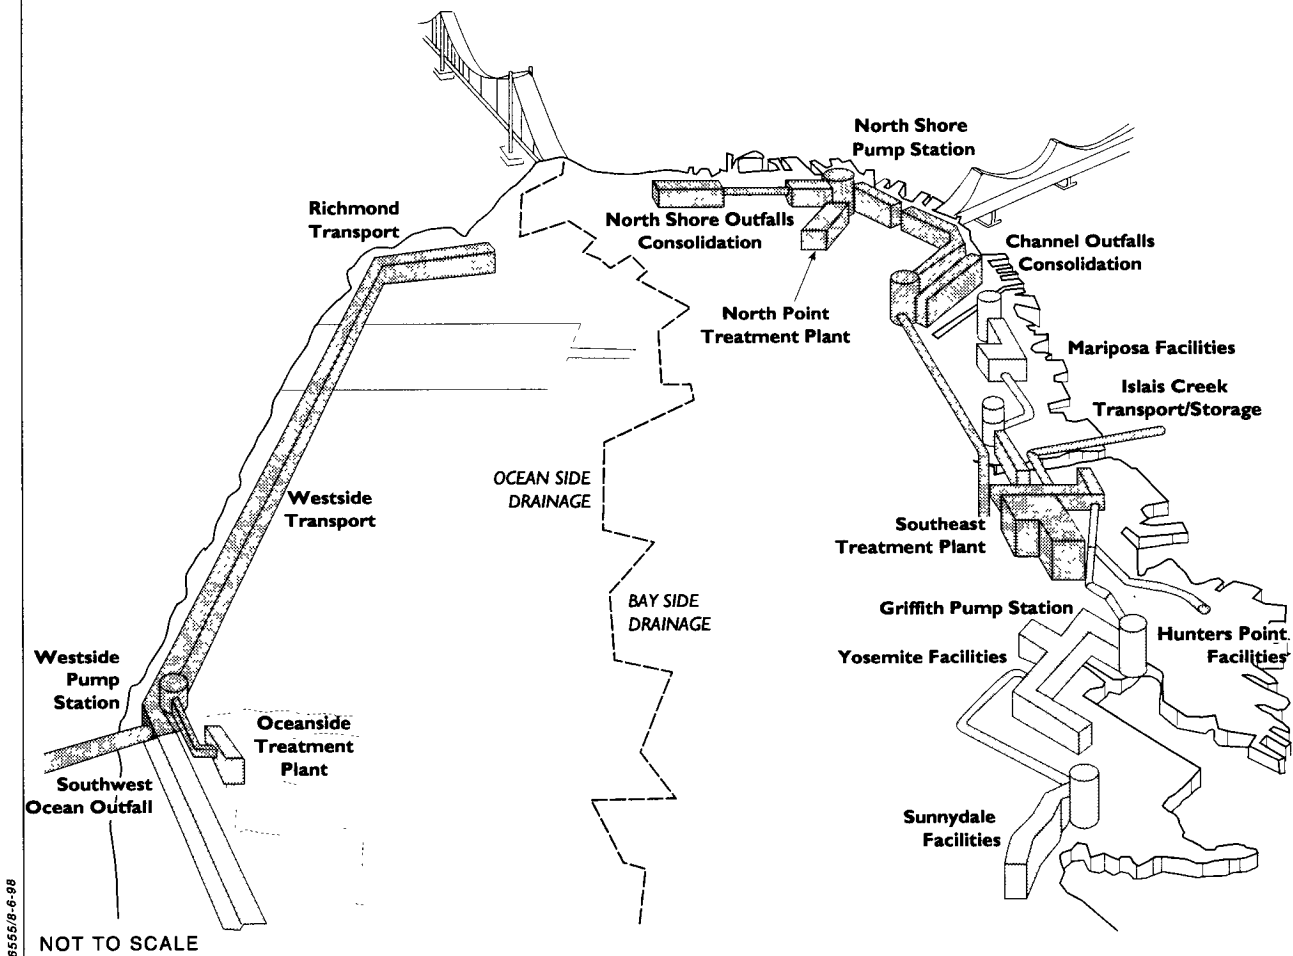 North Shore
Pump Station
Richmond
Transport
North Shore Outfalls
Consolidation
Channel Outfalls
Consolidation
North Point
Treatment Plant
Mariposa Facilities
Islais Creek
Transport/Storage
OCEAN SIDE
DRAINAGE
Westside
Transport
Southeast
Treatment Plant
BAY SIDE
DRAINAGE
Griffith Pump Station
Hunters Point
Facilities
Yosemite Facilities
Westside
Pump
Station
Oceanside
Treatment
Plant
Southwest
Ocean Outfall
Sunnydale
Facilities
6555/8-6-98
NOT TO SCALE